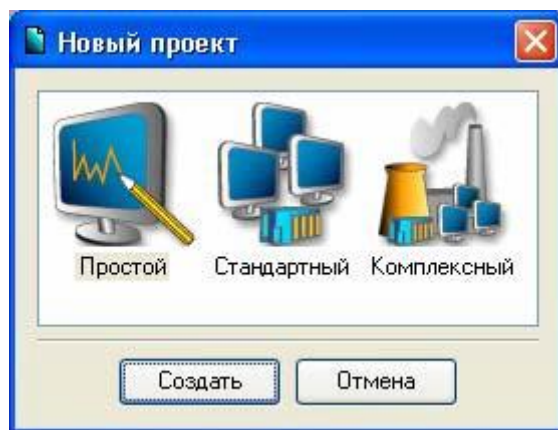 Новый проект
Простой Стандартный Комплексный
Создать Отмена